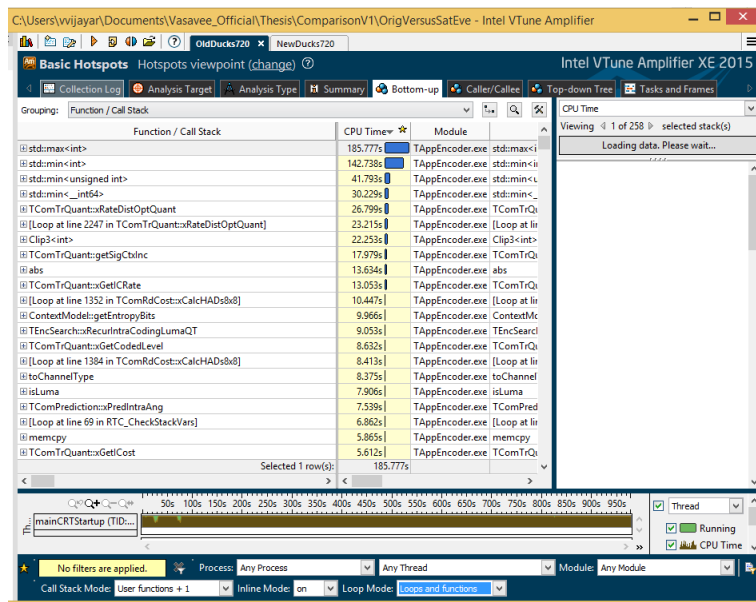 C:\Users\vvijayar\Documents\Vasavee_Official\Thesis\ComparisonV1\OrigVersusSatEve - Intel VTune Amplifier
OldDucks720 × NewDucks720
Basic Hotspots Hotspots viewpoint (change) Intel VTune Amplifier XE 2015
Collection Log Analysis Target Analysis Type Summary Bottom-up Caller/Callee Top-down Tree Tasks and Frames
Grouping: Function / Call Stack CPU Time
Function / Call Stack CPU Time Module Viewing 1 of 258 selected stack(s)
Loading data. Please wait...
std::max<int> 185.777s TAppEncoder.exe std::max<i
std::min<int> 142.738s TAppEncoder.exe std::min<i
std::min<unsigned int> 41.793s TAppEncoder.exe std::min<u
std::min<__int64> 30.229s TAppEncoder.exe std::min<_
TComTrQuant::xRateDistOptQuant 26.799s TAppEncoder.exe TComTrQu
[Loop at line 2247 in TComTrQuant::xRateDistOptQuant] 23.215s TAppEncoder.exe [Loop at lir
Clip3<int> 22.253s TAppEncoder.exe Clip3<int>
TComTrQuant::getSigCtxInc 17.979s TAppEncoder.exe TComTrQu
abs 13.634s TAppEncoder.exe abs
TComTrQuant::xGetICRate 13.053s TAppEncoder.exe TComTrQu
[Loop at line 1352 in TComRdCost::xCalcHADs8x8] 10.447s TAppEncoder.exe [Loop at lir
ContextModel::getEntropyBits 9.966s TAppEncoder.exe ContextMc
TEncSearch::xRecurIntraCodingLumaQT 9.053s TAppEncoder.exe TEncSearcl
TComTrQuant::xGetCodedLevel 8.632s TAppEncoder.exe TComTrQu
[Loop at line 1384 in TComRdCost::xCalcHADs8x8] 8.413s TAppEncoder.exe [Loop at lir
toChannelType 8.375s TAppEncoder.exe toChannel
isLuma 7.906s TAppEncoder.exe isLuma
TComPrediction::xPredIntraAng 7.539s TAppEncoder.exe TComPred
[Loop at line 69 in RTC_CheckStackVars] 6.862s TAppEncoder.exe [Loop at lir
memcpy 5.865s TAppEncoder.exe memcpy
TComTrQuant::xGetICost 5.612s TAppEncoder.exe TComTrQu
Selected 1 row(s): 185.777s
50s 100s 150s 200s 250s 300s 350s 400s 450s 500s 550s 600s 650s 700s 750s 800s 850s 900s 950s Thread
Th... mainCRTStartup (TID:... Running
CPU Time
No filters are applied. Process: Any Process Any Thread Module: Any Module
Call Stack Mode: User functions + 1 Inline Mode: on Loop Mode: Loops and functions